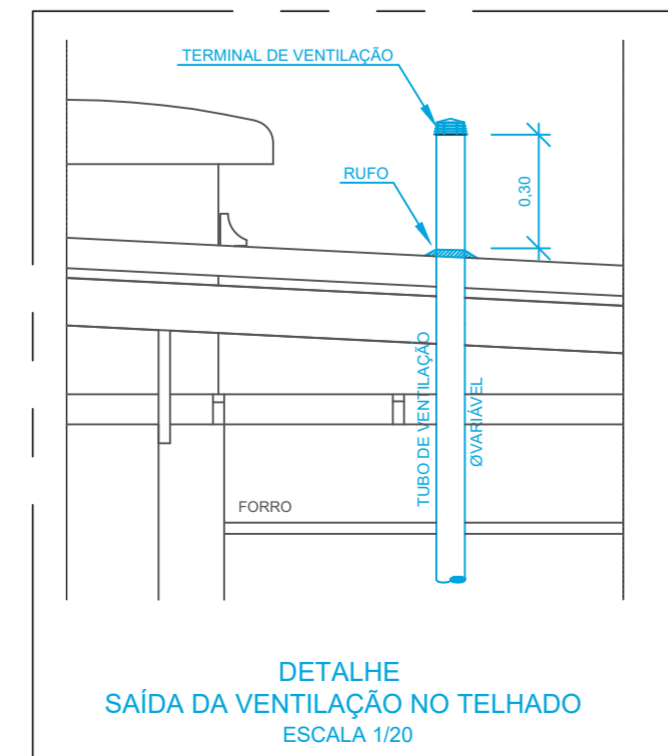 TERMINAL DE VENTILAÇÃO
RUFO
0,30
TUBO DE VENTILAÇÃO
ØVARIÁVEL
FORRO
DETALHE
SAÍDA DA VENTILAÇÃO NO TELHADO
ESCALA 1/20